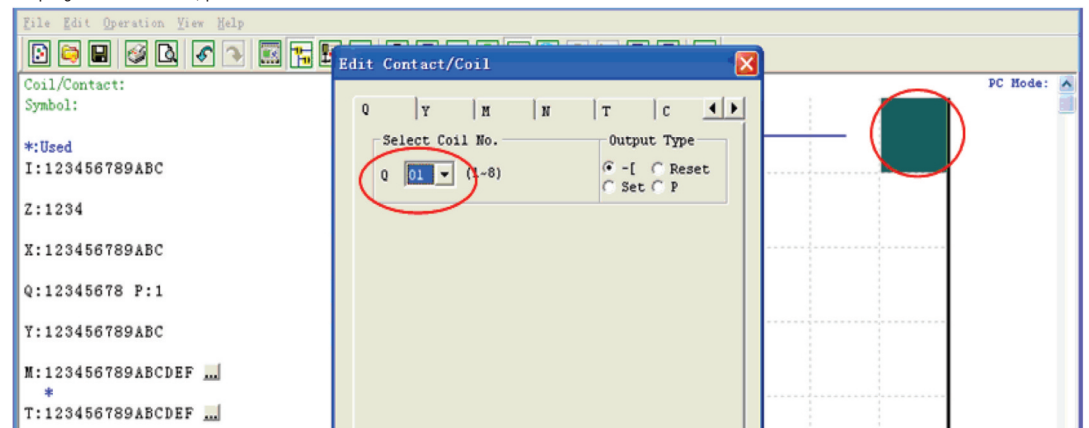 File Edit Operation View Help
Edit Contact/Coil
Coil/Contact:
Symbol:
*:Used
I:123456789ABC
Z:1234
X:123456789ABC
Q:12345678 P:1
Y:123456789ABC
M:123456789ABCDEF ...
*
T:123456789ABCDEF ...
Q Y M N T C
Select Coil No.
Q 01 (1~8)
Output Type
-[ Reset
Set P
PC Mode: